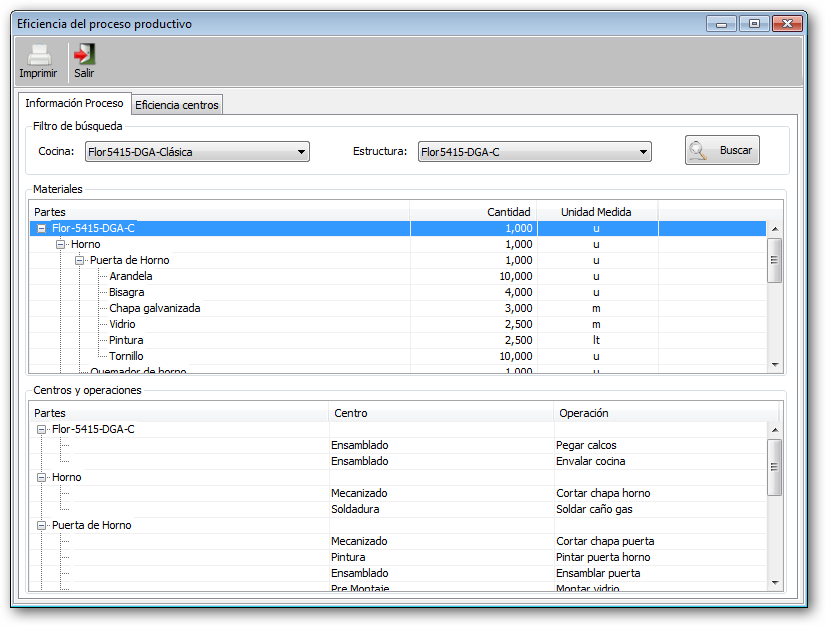 Eficiencia del proceso productivo
Imprimir Salir
Información Proceso Eficiencia centros
Filtro de búsqueda
Cocina: Flor5415-DGA-Clásica Estructura: Flor5415-DGA-C Buscar
Materiales
Partes Cantidad Unidad Medida
Flor-5415-DGA-C 1,000 u
Horno 1,000 u
Puerta de Horno 1,000 u
Arandela 10,000 u
Bisagra 4,000 u
Chapa galvanizada 3,000 m
Vidrio 2,500 m
Pintura 2,500 lt
Tornillo 10,000 u
Quemador de horno 1,000 u
Centros y operaciones
Partes Centro Operación
Flor-5415-DGA-C
Ensamblado Pegar calcos
Ensamblado Envalar cocina
Horno
Mecanizado Cortar chapa horno
Soldadura Soldar caño gas
Puerta de Horno
Mecanizado Cortar chapa puerta
Pintura Pintar puerta horno
Ensamblado Ensamblar puerta
Pre Montaje Montar vidrio